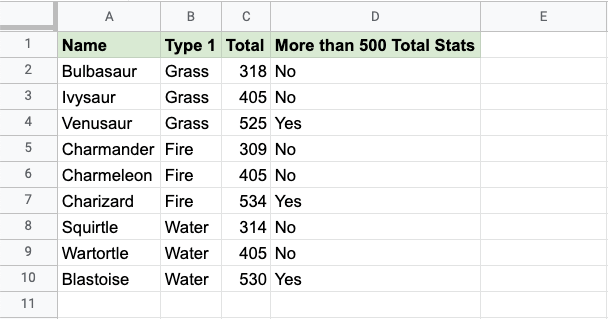 A B C D E
1 Name Type 1 Total More than 500 Total Stats
2 Bulbasaur Grass 318 No
3 Ivysaur Grass 405 No
4 Venusaur Grass 525 Yes
5 Charmander Fire 309 No
6 Charmeleon Fire 405 No
7 Charizard Fire 534 Yes
8 Squirtle Water 314 No
9 Wartortle Water 405 No
10 Blastoise Water 530 Yes
11